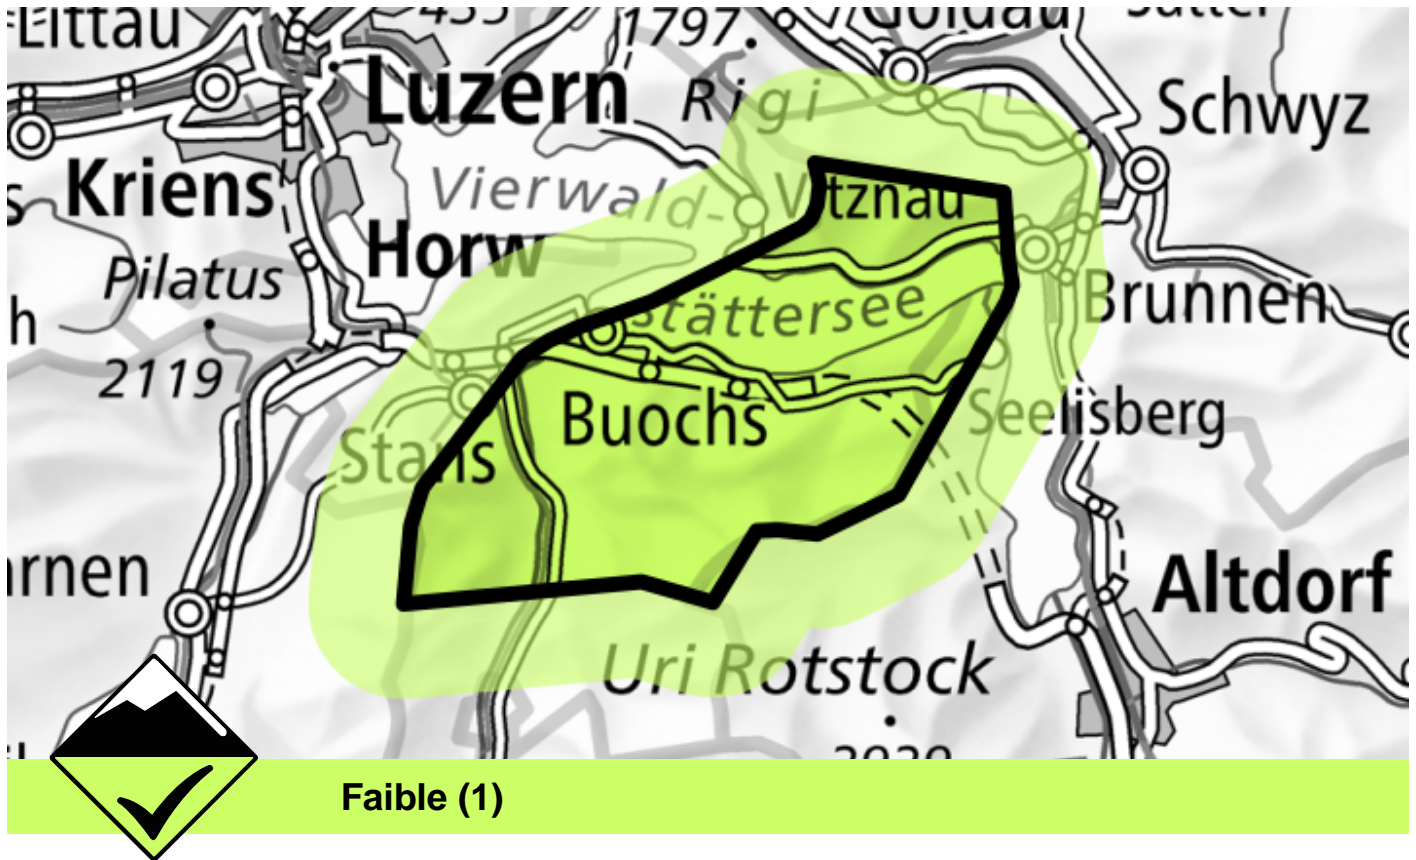 Littau
1797
Goldau
Luzern
Rigi
Schwyz
Kriens
Vierwald-
Vitznau
Horw
Pilatus
stättersee
Brunnen
2119
Buochs
Seelisberg
Stans
Altdorf
Uri Rotstock
Faible (1)